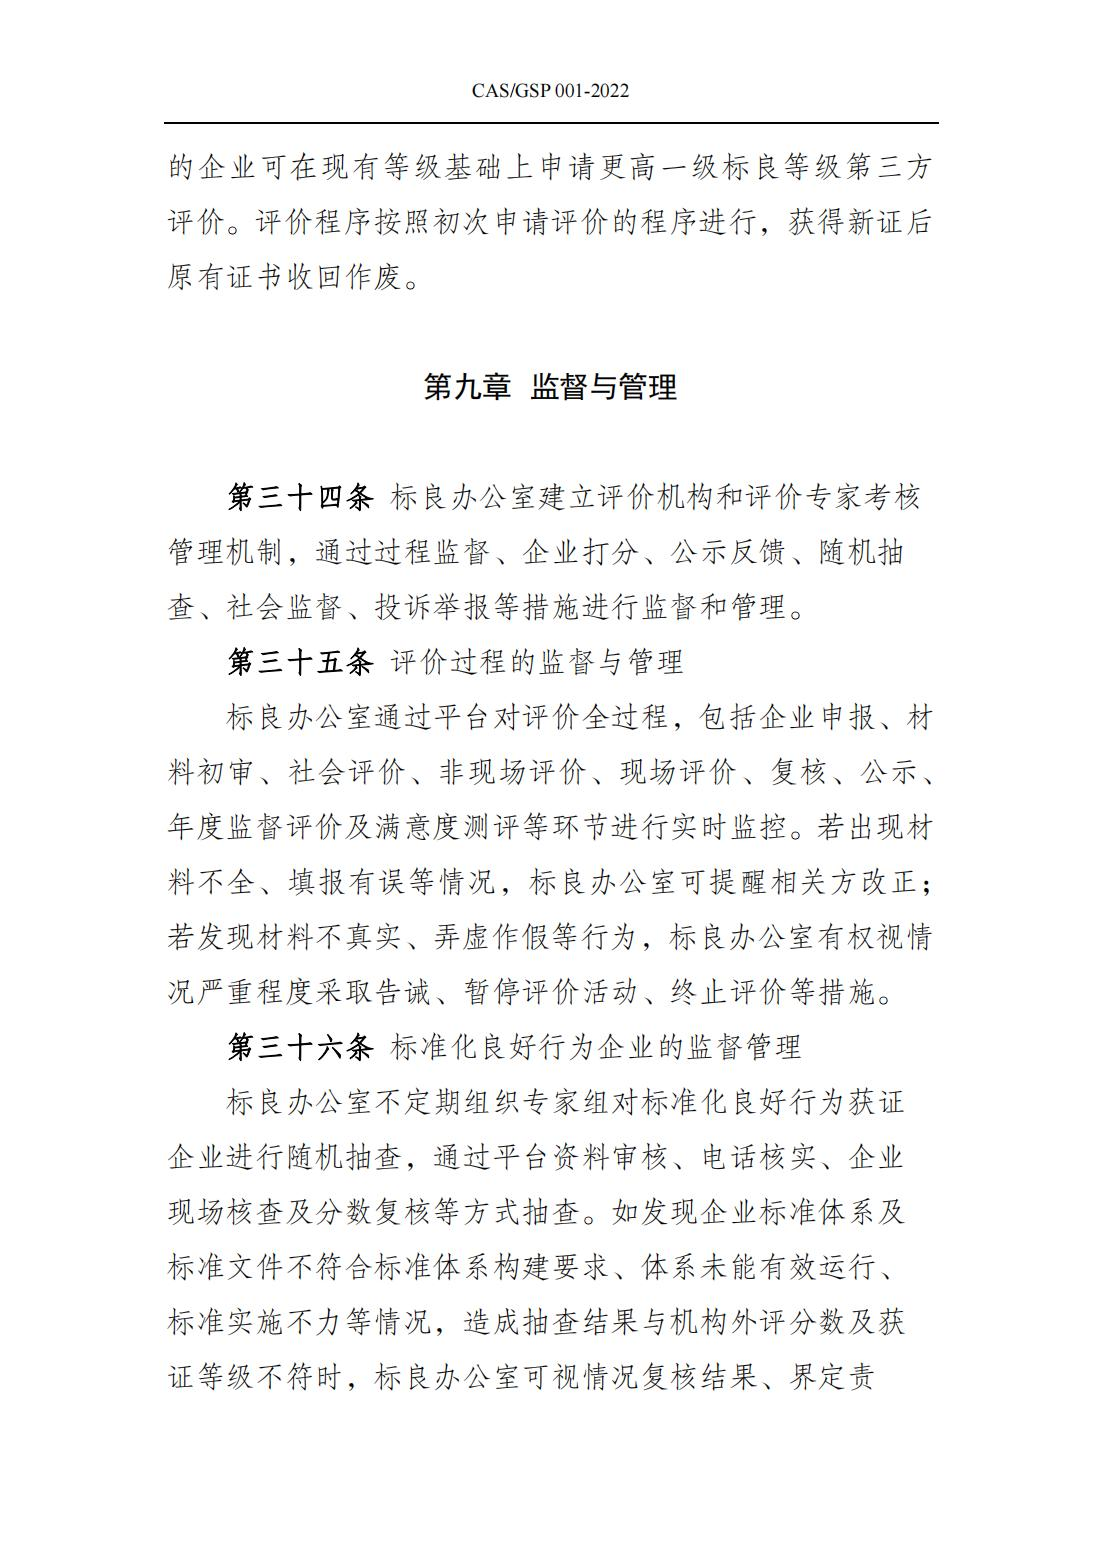 CAS/GSP 001-2022
的企业可在现有等级基础上申请更高一级标良等级第三方
评价。评价程序按照初次申请评价的程序进行，获得新证后
原有证书收回作废。
第九章 监督与管理
第三十四条 标良办公室建立评价机构和评价专家考核
管理机制，通过过程监督、企业打分、公示反馈、随机抽
查、社会监督、投诉举报等措施进行监督和管理。
第三十五条 评价过程的监督与管理
标良办公室通过平台对评价全过程，包括企业申报、材
料初审、社会评价、非现场评价、现场评价、复核、公示、
年度监督评价及满意度测评等环节进行实时监控。若出现材
料不全、填报有误等情况，标良办公室可提醒相关方改正；
若发现材料不真实、弄虚作假等行为，标良办公室有权视情
况严重程度采取告诫、暂停评价活动、终止评价等措施。
第三十六条 标准化良好行为企业的监督管理
标良办公室不定期组织专家组对标准化良好行为获证
企业进行随机抽查，通过平台资料审核、电话核实、企业
现场核查及分数复核等方式抽查。如发现企业标准体系及
标准文件不符合标准体系构建要求、体系未能有效运行、
标准实施不力等情况，造成抽查结果与机构外评分数及获
证等级不符时，标良办公室可视情况复核结果、界定责